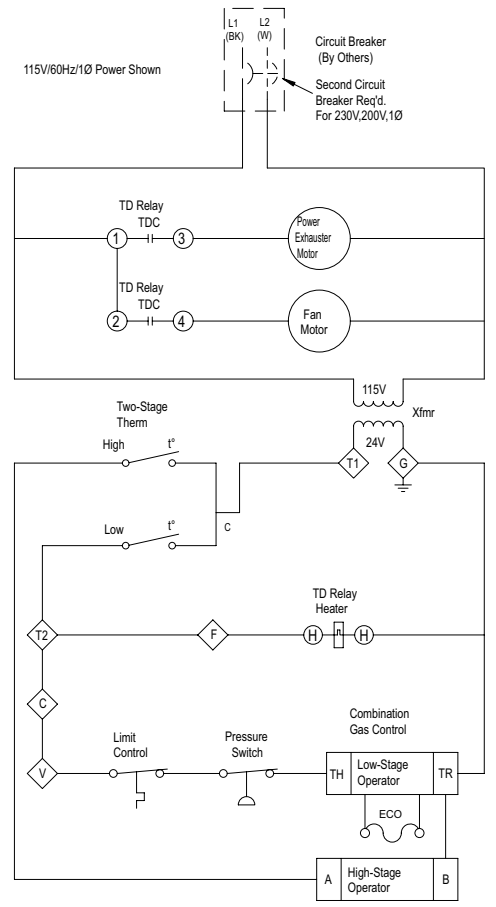 L1
(BK)
L2
(W)
Circuit Breaker
(By Others)
115V/60Hz/1Ø Power Shown
Second Circuit
Breaker Req'd.
For 230V,200V,1Ø
TD Relay
TDC
1
3
Power
Exhauster
Motor
TD Relay
TDC
2
4
Fan
Motor
115V
Xfmr
24V
T1
G
Two-Stage
Therm
High
t°
C
Low
t°
TD Relay
Heater
T2
F
H
H
C
Combination
Gas Control
Limit
Control
Pressure
Switch
V
TH
Low-Stage
Operator
TR
ECO
A
High-Stage
Operator
B